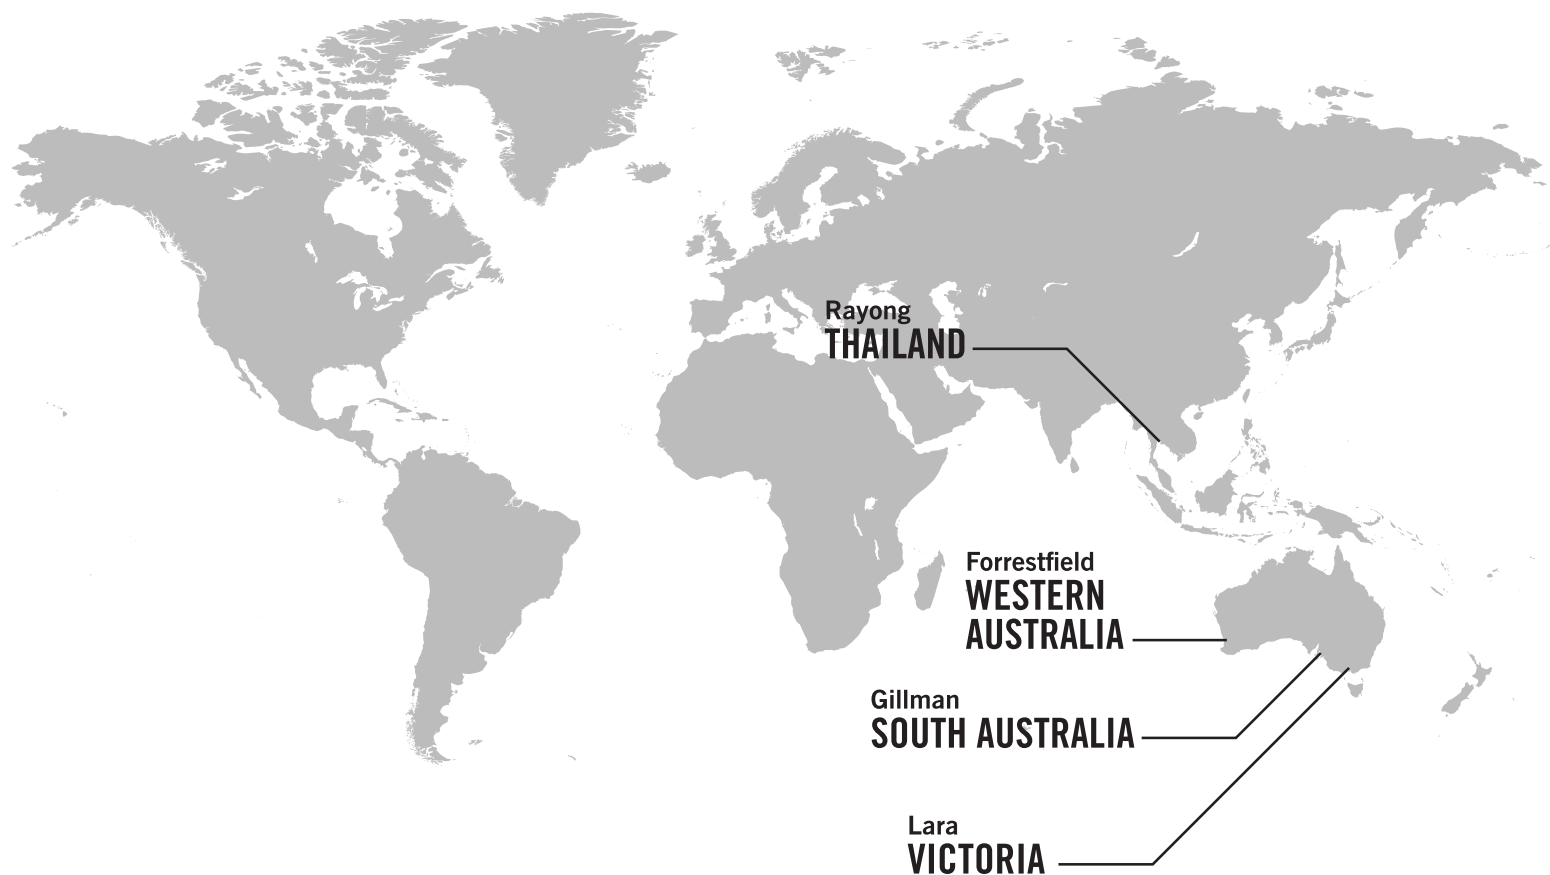 Rayong
THAILAND
Forrestfield
WESTERN
AUSTRALIA
Gillman
SOUTH AUSTRALIA
Lara
VICTORIA